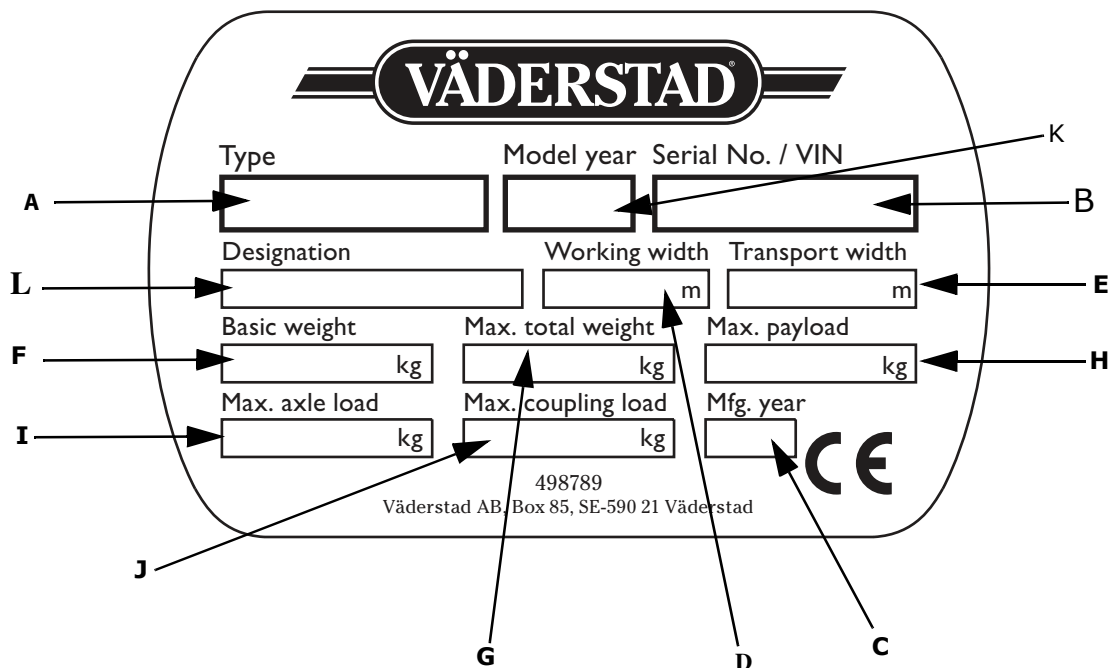 VÄDERSTAD®
Type Model year Serial No. / VIN K
A B
Designation Working width Transport width
L m m E
Basic weight Max. total weight Max. payload
F kg kg kg H
Max. axle load Max. coupling load Mfg. year
I kg kg CE
498789
Väderstad AB, Box 85, SE-590 21 Väderstad
J G D C